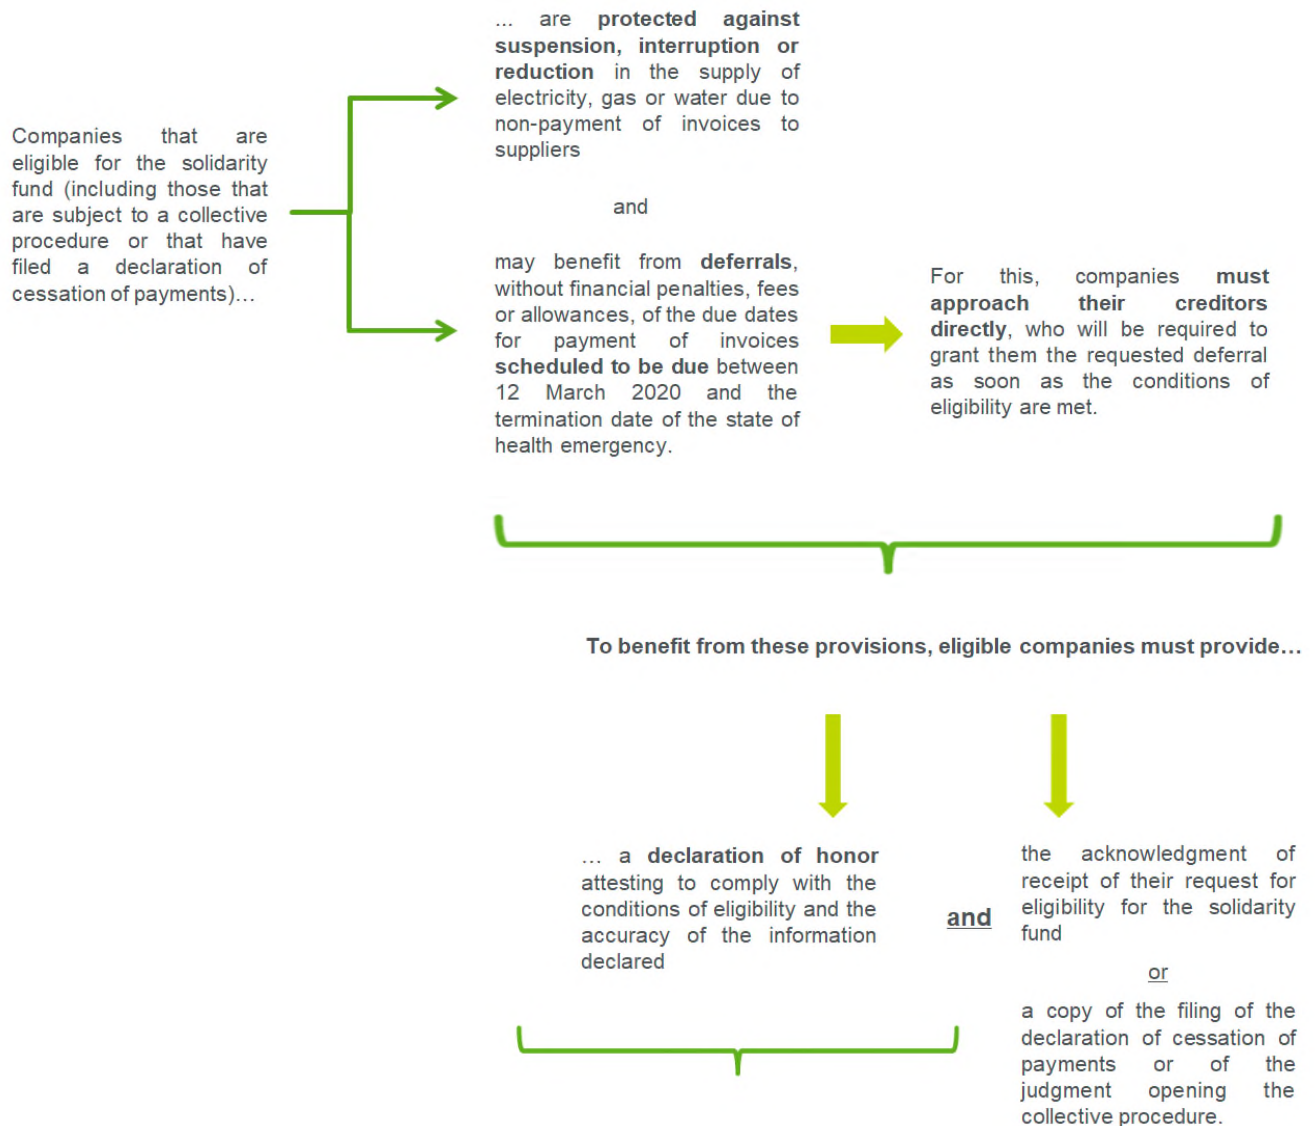 Companies that are
eligible for the solidarity
fund (including those that
are subject to a collective
procedure or that have
filed a declaration of
cessation of payments)…
… are protected against
suspension, interruption or
reduction in the supply of
electricity, gas or water due to
non-payment of invoices to
suppliers
and
may benefit from deferrals,
without financial penalties, fees
or allowances, of the due dates
for payment of invoices
scheduled to be due between
12 March 2020 and the
termination date of the state of
health emergency.
For this, companies must
approach their creditors
directly, who will be required to
grant them the requested deferral
as soon as the conditions of
eligibility are met.
To benefit from these provisions, eligible companies must provide…
… a declaration of honor
attesting to comply with the
conditions of eligibility and the
accuracy of the information
declared
and
the acknowledgment of
receipt of their request for
eligibility for the solidarity
fund
or
a copy of the filing of the
declaration of cessation of
payments or of the
judgment opening the
collective procedure.